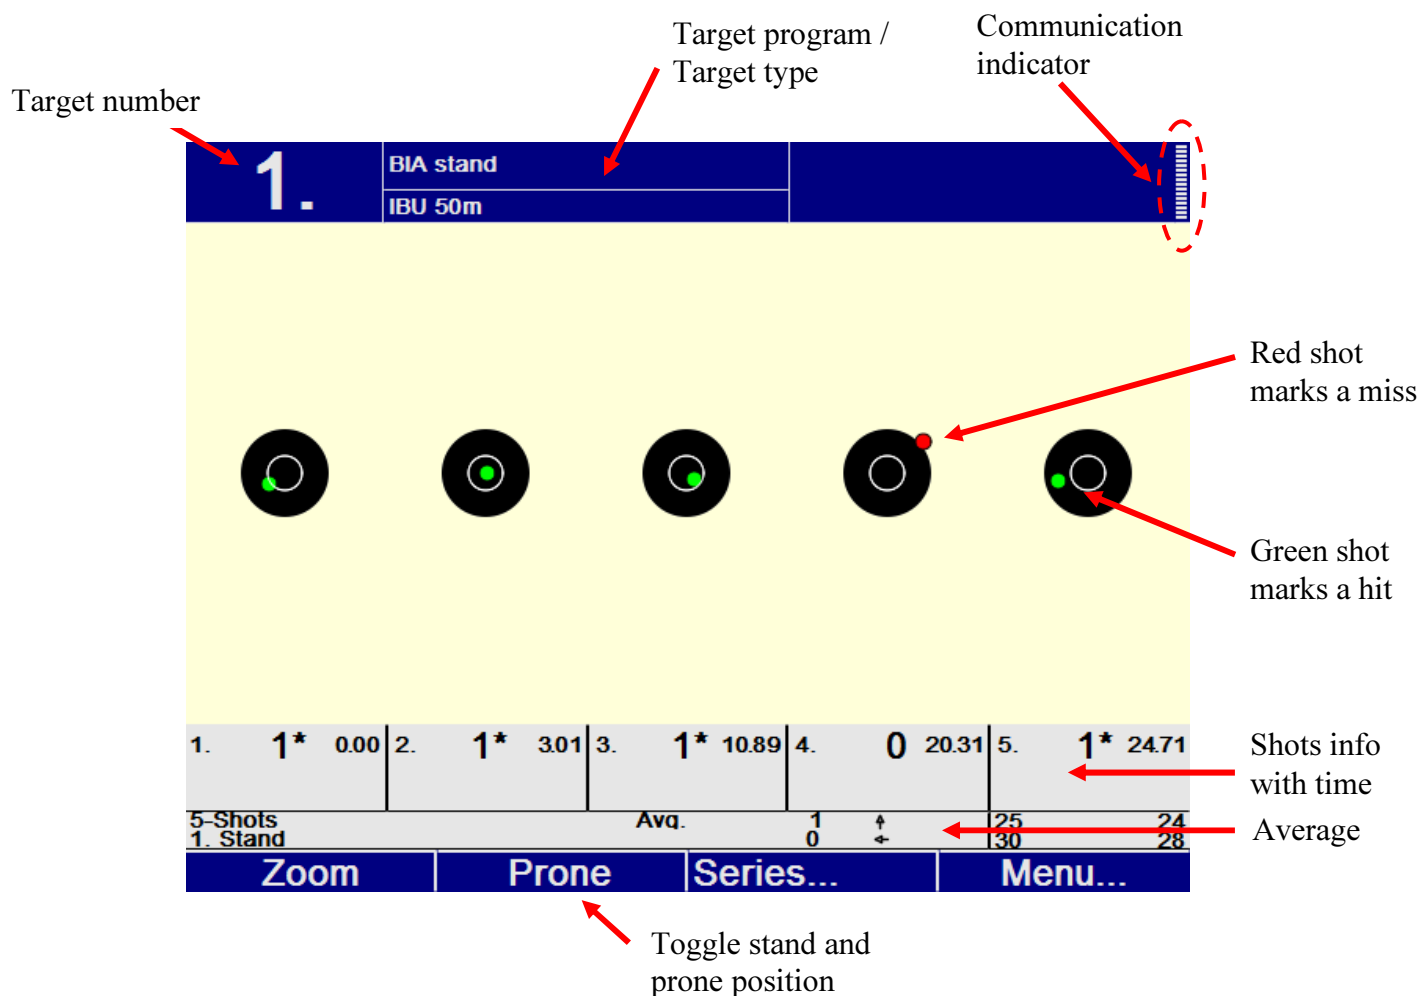 Target program /
Target type
Communication
indicator
Target number
1.
BIA stand
IBU 50m
Red shot
marks a miss
Green shot
marks a hit
1. 1* 0.00 2. 1* 3.01 3. 1* 10.89 4. 0 20.31 5. 1* 24.71
Shots info
with time
5-Shots Avg. 1 25 24
1. Stand 0 30 28
Average
Zoom Prone Series... Menu...
Toggle stand and
prone position